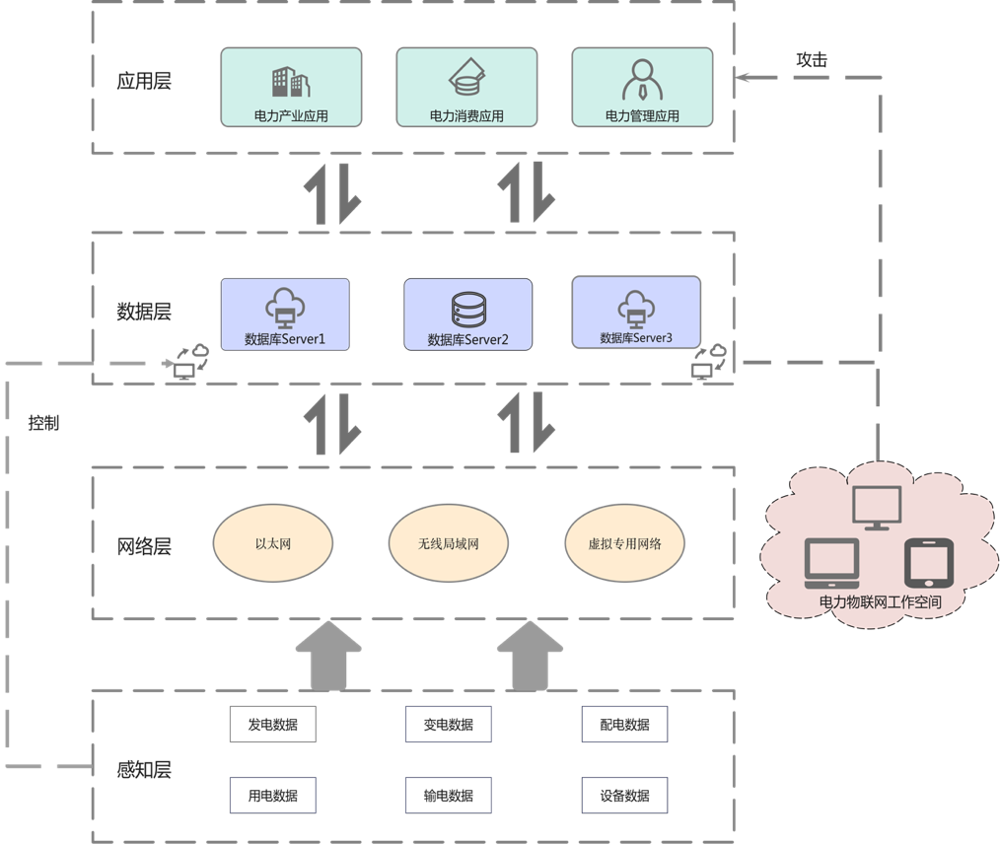 攻击
应用层
电力产业应用
电力消费应用
电力管理应用
数据层
数据库Server1
数据库Server2
数据库Server3
控制
网络层
以太网
无线局域网
虚拟专用网络
电力物联网工作空间
感知层
发电数据
变电数据
配电数据
用电数据
输电数据
设备数据